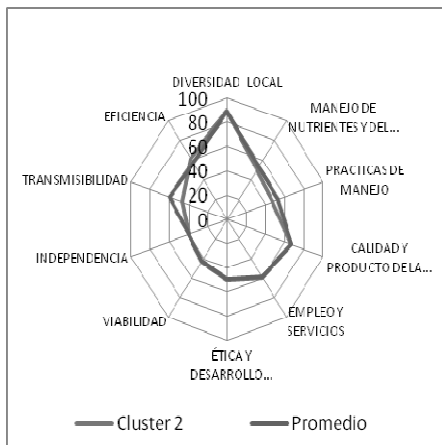 DIVERSIDAD LOCAL
100
80
60
40
20
0
MANEJO DE
NUTRIENTES Y DEL...
PRACTICAS DE
MANEJO
CALIDAD Y
PRODUCTO DE LA...
EMPLEO Y
SERVICIOS
ÉTICA Y
DESARROLLO...
VIABILIDAD
INDEPENDENCIA
TRANSMISIBILIDAD
EFICIENCIA
Cluster 2
Promedio